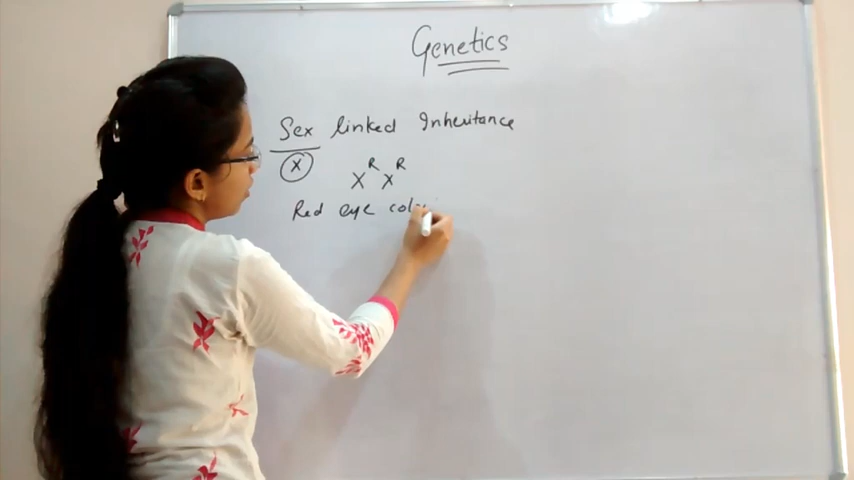 Genetics
Sex linked Inheritance
X
X^R X^R
Red eye